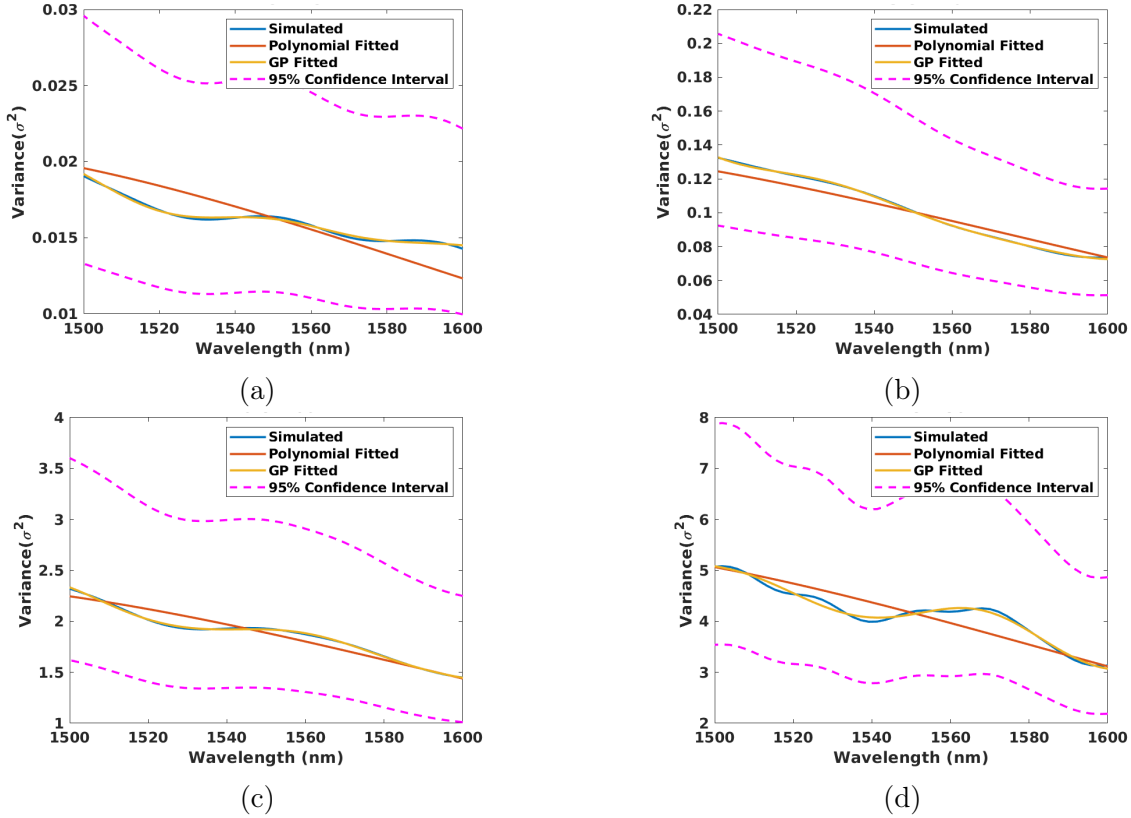 0.03
0.025
0.02
0.015
0.01
Variance(σ²)
Simulated
Polynomial Fitted
GP Fitted
95% Confidence Interval
1500 1520 1540 1560 1580 1600
Wavelength (nm)
(a)
0.22
0.2
0.18
0.16
0.14
0.12
0.1
0.08
0.06
0.04
Variance(σ²)
Simulated
Polynomial Fitted
GP Fitted
95% Confidence Interval
1500 1520 1540 1560 1580 1600
Wavelength (nm)
(b)
4
3.5
3
2.5
2
1.5
1
Variance(σ²)
Simulated
Polynomial Fitted
GP Fitted
95% Confidence Interval
1500 1520 1540 1560 1580 1600
Wavelength (nm)
(c)
8
7
6
5
4
3
2
Variance(σ²)
Simulated
Polynomial Fitted
GP Fitted
95% Confidence Interval
1500 1520 1540 1560 1580 1600
Wavelength (nm)
(d)